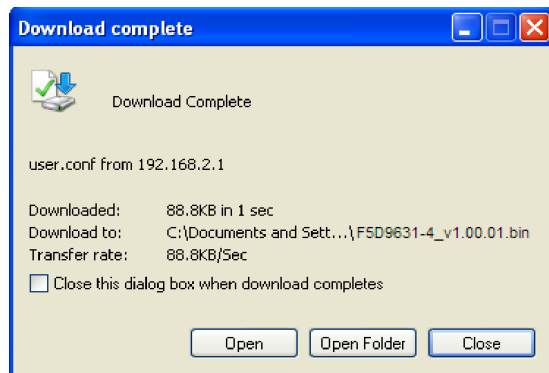 Download complete
Download Complete
user.conf from 192.168.2.1
Downloaded: 88.8KB in 1 sec
Download to: C:\Documents and Sett...\F5D9631-4_v1.00.01.bin
Transfer rate: 88.8KB/Sec
Close this dialog box when download completes
Open Open Folder Close